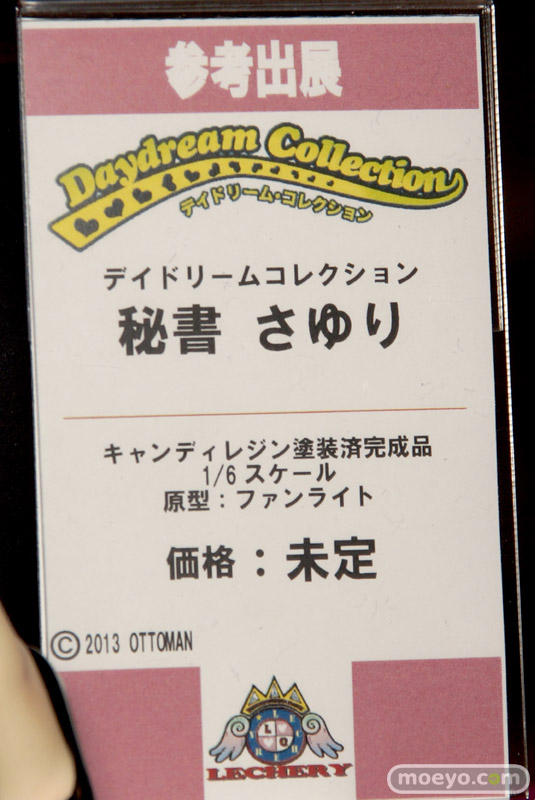 参考出展
Daydream Collection
デイドリーム・コレクション
デイドリームコレクション
秘書 さゆり
キャンディレジン塗装済完成品
1/6 スケール
原型：ファンライト
価格：未定
©2013 OTTOMAN
LECHERY
moeyo.com